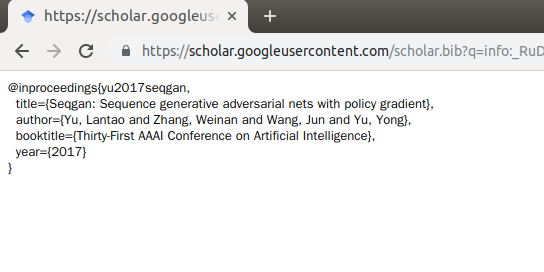 https://scholar.googleuse
https://scholar.googleusercontent.com/scholar.bib?q=info:_RuD
@inproceedings{yu2017seqgan,
title={Seqgan: Sequence generative adversarial nets with policy gradient},
author={Yu, Lantao and Zhang, Weinan and Wang, Jun and Yu, Yong},
booktitle={Thirty-First AAAI Conference on Artificial Intelligence},
year={2017}
}